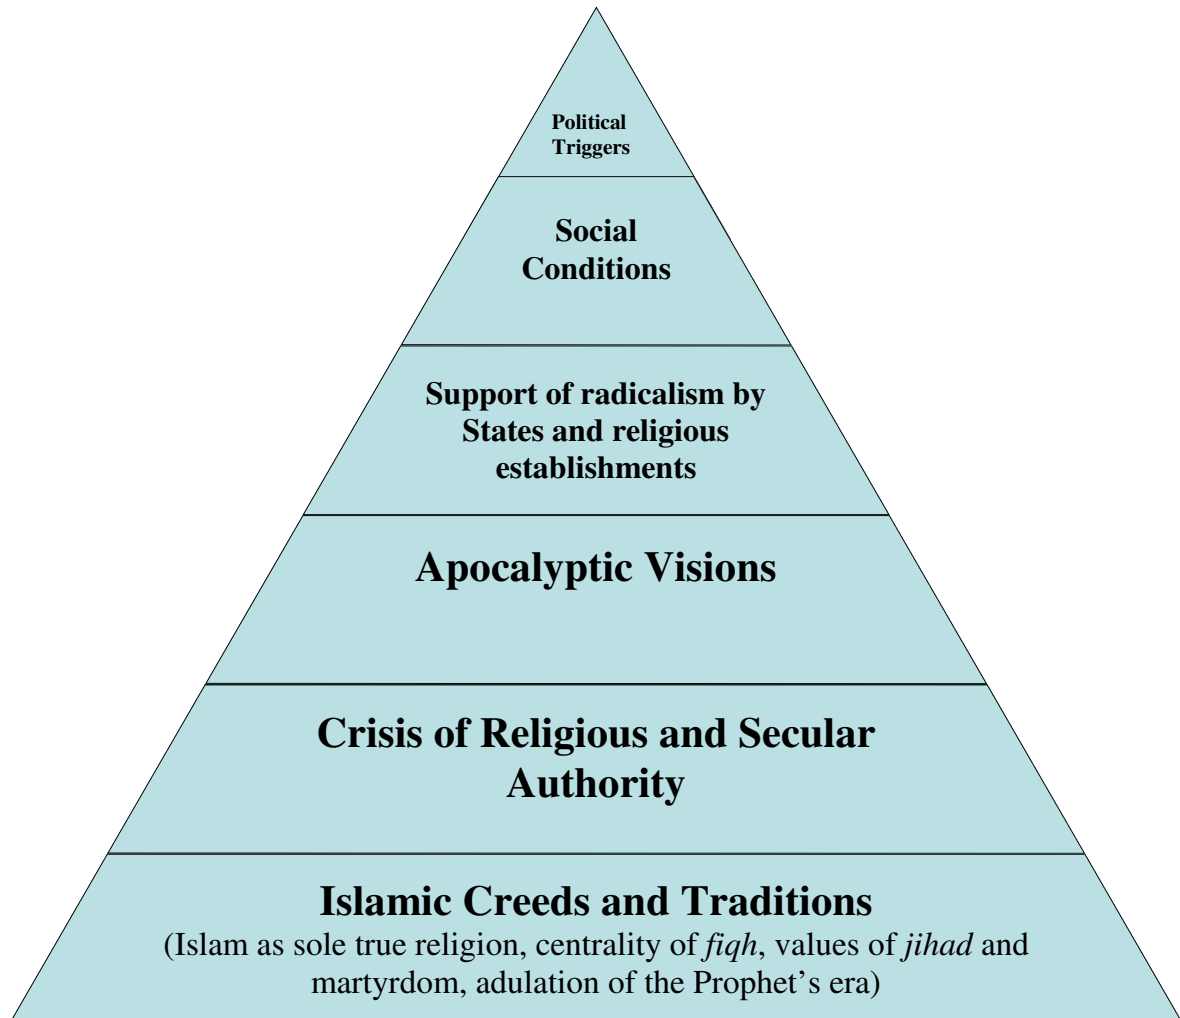 Political
Triggers
Social
Conditions
Support of radicalism by
States and religious
establishments
Apocalyptic Visions
Crisis of Religious and Secular
Authority
Islamic Creeds and Traditions
(Islam as sole true religion, centrality of fiqh, values of jihad and
martyrdom, adulation of the Prophet’s era)